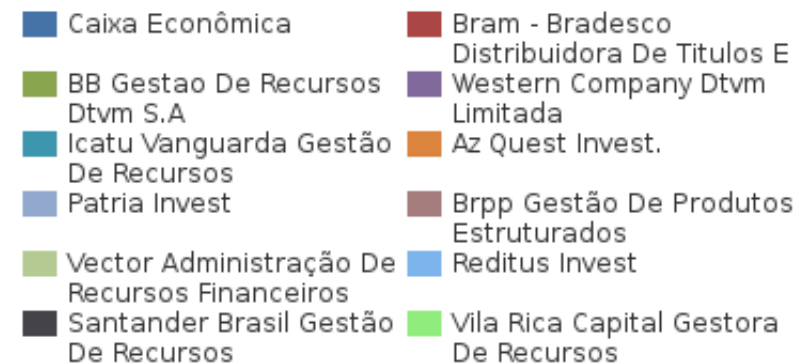 Caixa Econômica
Bram - Bradesco
Distribuidora De Titulos E
BB Gestao De Recursos
Dtvm S.A
Western Company Dtvm
Limitada
Icatu Vanguarda Gestão
De Recursos
Az Quest Invest.
Patria Invest
Brpp Gestão De Produtos
Estruturados
Vector Administração De
Recursos Financeiros
Reditus Invest
Santander Brasil Gestão
De Recursos
Vila Rica Capital Gestora
De Recursos